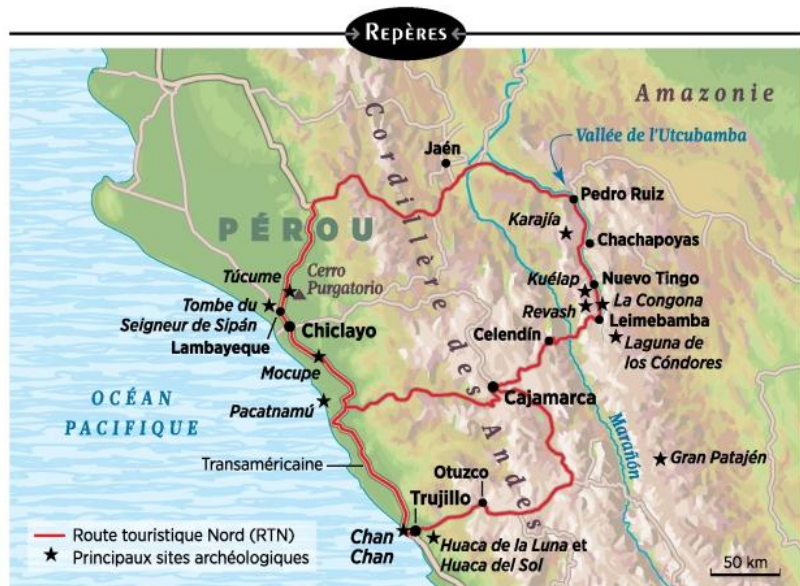 REPÈRES
Amazonie
Cordillère des Andes
Vallée de l'Utcubamba
Jaén
Pedro Ruiz
PÉROU
Karajía
Chachapoyas
Túcume
Cerro
Purgatorio
Kuélap
Nuevo Tingo
Tombe du
Seigneur de Sipán
Revash
La Congona
Chiclayo
Leimebamba
Lambayeque
Celendín
Laguna de
los Cóndores
Mocupe
Cajamarca
OCÉAN
PACIFIQUE
Pacatnamú
Marañón
Transaméricaine
Otuzco
Gran Patajén
Trujillo
Route touristique Nord (RTN)
Chan
Chan
Principaux sites archéologiques
Huaca de la Luna et
Huaca del Sol
50 km